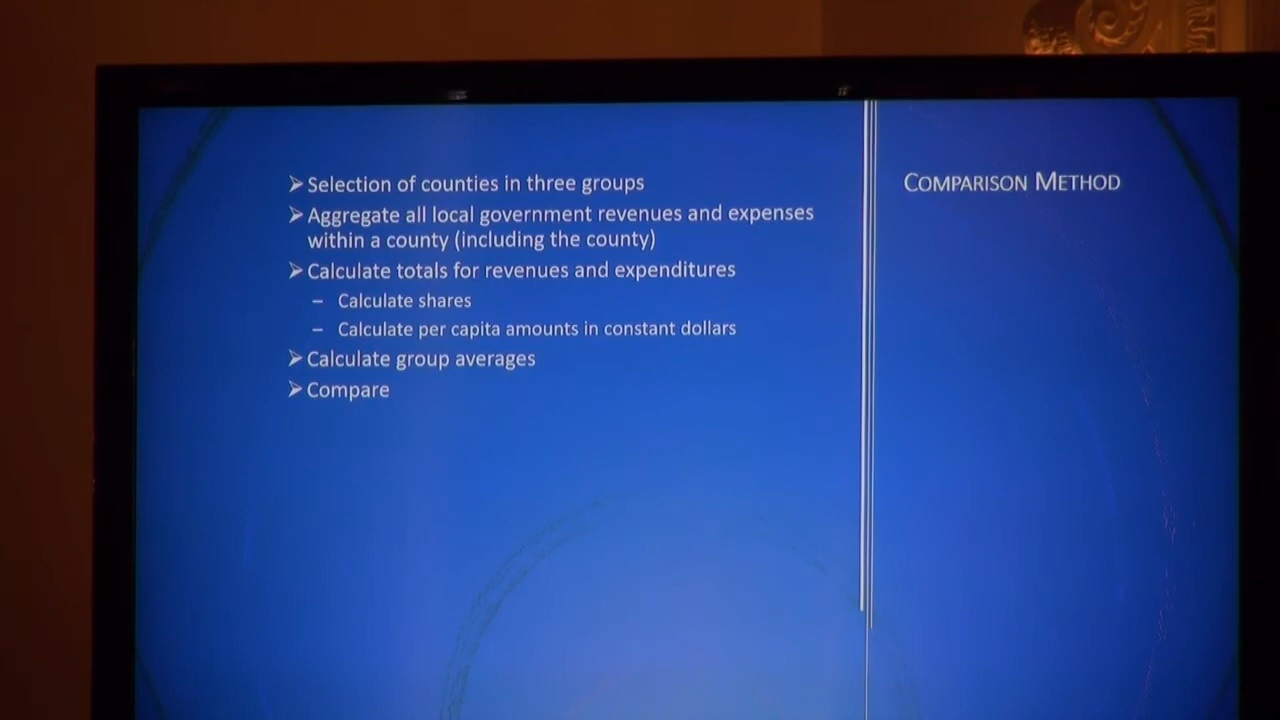 ➢Selection of counties in three groups
➢Aggregate all local government revenues and expenses
within a county (including the county)
➢Calculate totals for revenues and expenditures
– Calculate shares
– Calculate per capita amounts in constant dollars
➢Calculate group averages
➢Compare
COMPARISON METHOD